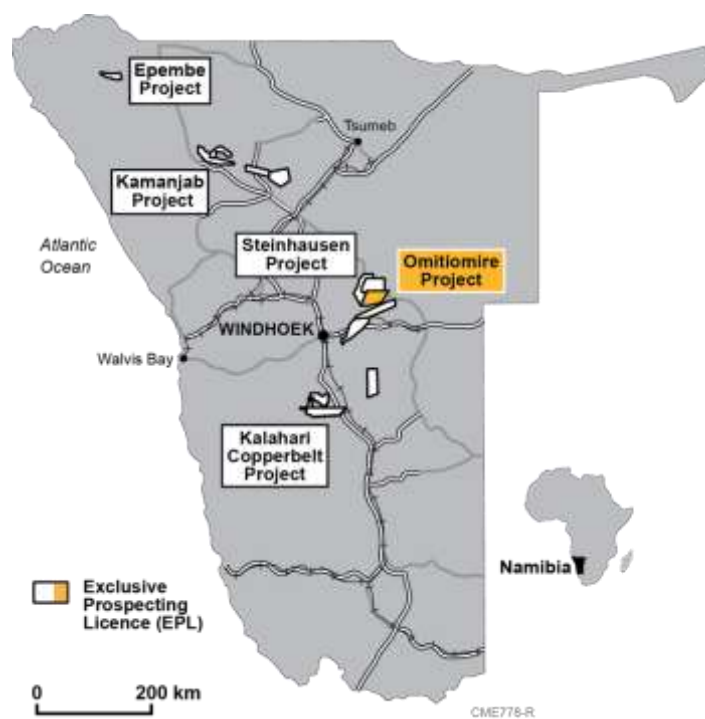 Epembe
Project
Tsumeb
Kamanjab
Project
Atlantic
Ocean
Steinhausen
Project
Omitiomire
Project
WINDHOEK
Walvis Bay
Kalahari
Copperbelt
Project
Namibia
Exclusive
Prospecting
Licence (EPL)
0 200 km
CME778-R